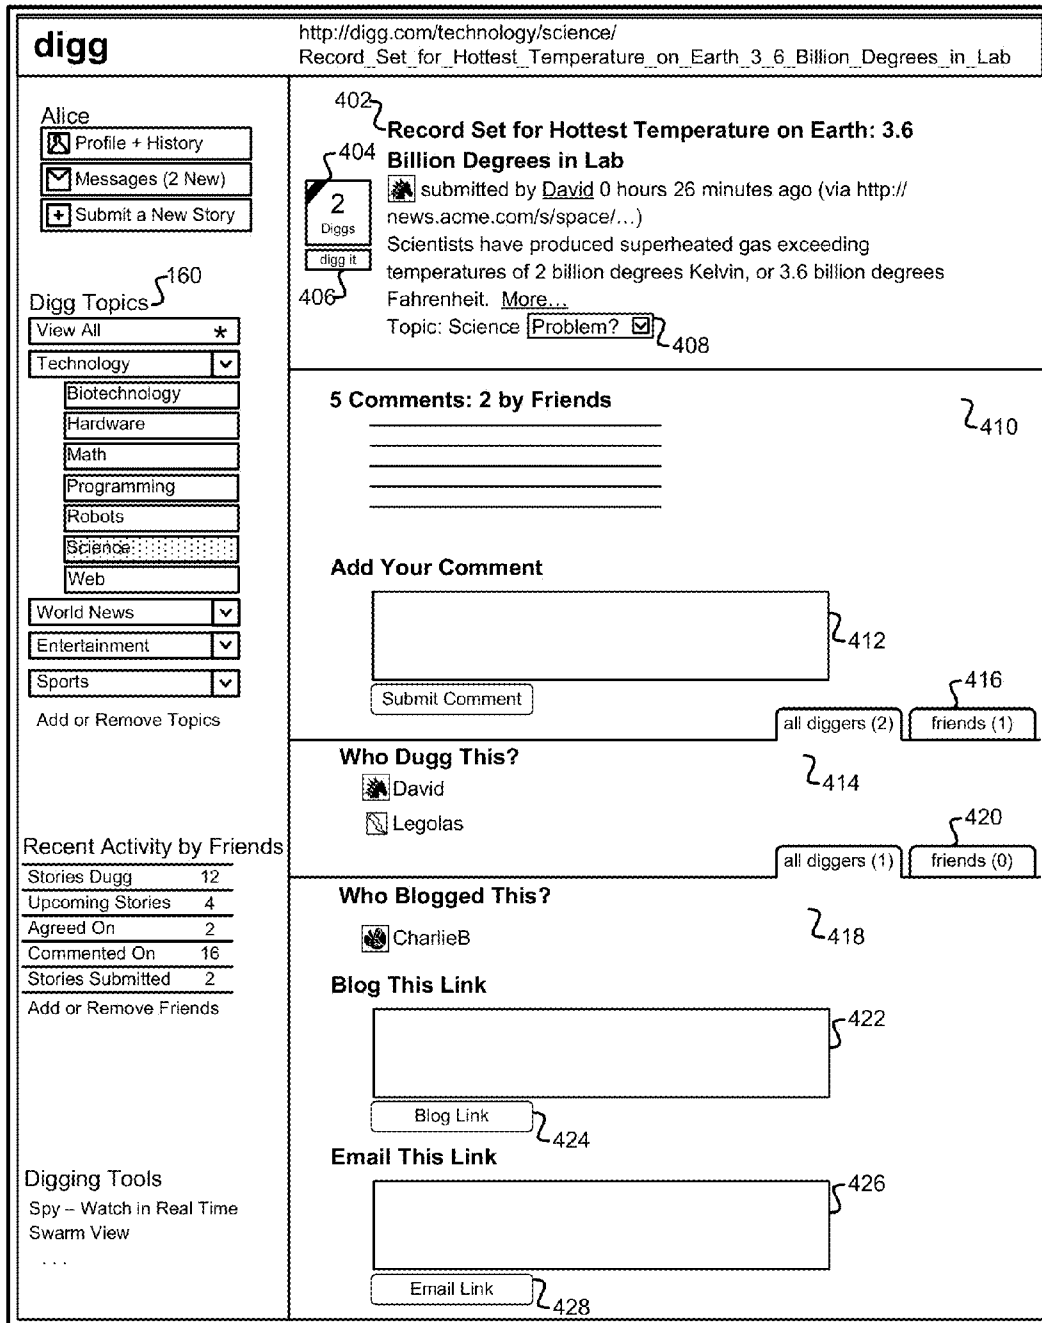 digg
http://digg.com/technology/science/
Record_Set_for_Hottest_Temperature_on_Earth_3_6_Billion_Degrees_in_Lab
Alice
Profile + History
Messages (2 New)
+ Submit a New Story
160
Digg Topics
View All *
Technology
Biotechnology
Hardware
Math
Programming
Robots
Science
Web
World News
Entertainment
Sports
Add or Remove Topics
Recent Activity by Friends
Stories Dugg 12
Upcoming Stories 4
Agreed On 2
Commented On 16
Stories Submitted 2
Add or Remove Friends
Digging Tools
Spy – Watch in Real Time
Swarm View
. . .
402
Record Set for Hottest Temperature on Earth: 3.6
Billion Degrees in Lab
404
2
Diggs
digg it
406
submitted by David 0 hours 26 minutes ago (via http://
news.acme.com/s/space/...)
Scientists have produced superheated gas exceeding
temperatures of 2 billion degrees Kelvin, or 3.6 billion degrees
Fahrenheit. More...
Topic: Science Problem?
408
5 Comments: 2 by Friends
410
Add Your Comment
412
Submit Comment
416
all diggers (2) friends (1)
Who Dugg This?
414
David
Legolas
420
all diggers (1) friends (0)
Who Blogged This?
418
CharlieB
Blog This Link
422
Blog Link
424
Email This Link
426
Email Link
428